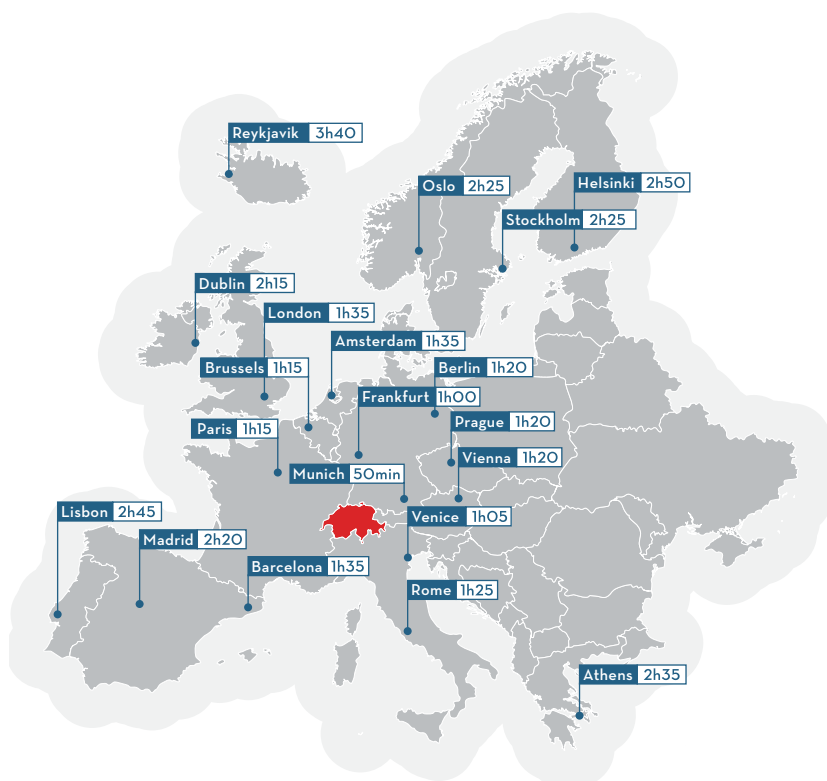 Reykjavik 3h40
Oslo 2h25
Helsinki 2h50
Stockholm 2h25
Dublin 2h15
London 1h35
Amsterdam 1h35
Brussels 1h15
Berlin 1h20
Frankfurt 1h00
Prague 1h20
Paris 1h15
Vienna 1h20
Munich 50min
Lisbon 2h45
Venice 1h05
Madrid 2h20
Barcelona 1h35
Rome 1h25
Athens 2h35